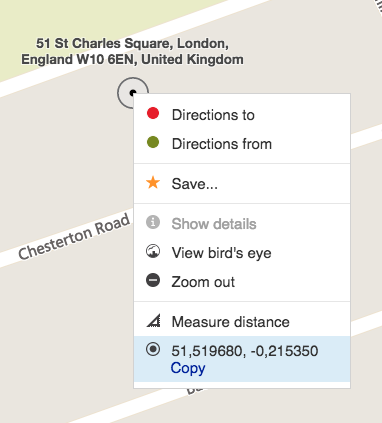 51 St Charles Square, London,
England W10 6EN, United Kingdom
Directions to
Directions from
Save...
Show details
View bird's eye
Zoom out
Chesterton Road
Measure distance
51,519680, -0,215350
Copy